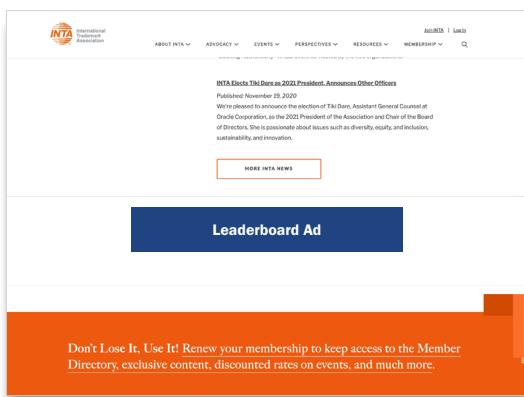 INTA International
Trademark
Association
Join INTA | Log In
ABOUT INTA ADVOCACY EVENTS PERSPECTIVES RESOURCES MEMBERSHIP
INTA Elects Tiki Dare as 2021 President, Announces Other Officers
Published: November 19, 2020
We're pleased to announce the election of Tiki Dare, Assistant General Counsel at
Oracle Corporation, as the 2021 President of the Association and Chair of the Board
of Directors. She is passionate about issues such as diversity, equity, and inclusion,
sustainability, and innovation.
MORE INTA NEWS
Leaderboard Ad
Don't Lose It, Use It! Renew your membership to keep access to the Member
Directory, exclusive content, discounted rates on events, and much more.